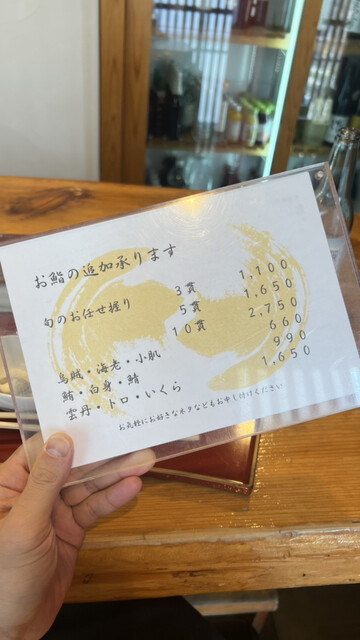 お鮨の追加承ります
旬のお任せ握り 3貫 1,100
5貫 1,650
10貫 2,750
烏賊・海老・小肌 660
鮪・白身・鯖 990
雲丹・トロ・いくら 1,650
お気軽にお好きなネタなどもお申し付けください